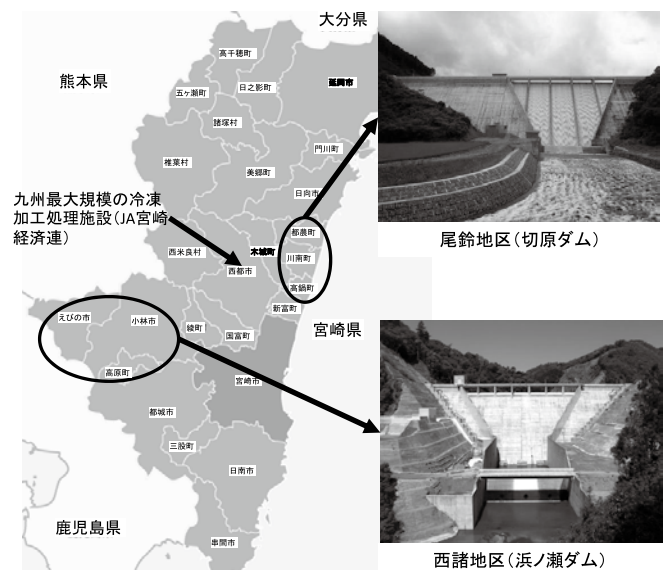 大分県
高千穂町
延岡市
熊本県
日之影町
五ヶ瀬町
諸塚村
門川町
椎葉村
美郷町
日向市
九州最大規模の冷凍
加工処理施設（JA宮崎
経済連）
都農町
尾鈴地区（切原ダム）
西米良村
木城町
川南町
西都市
高鍋町
新富町
えびの市
小林市
綾町
国富町
宮崎県
高原町
宮崎市
都城市
三股町
日南市
鹿児島県
串間市
西諸地区（浜ノ瀬ダム）